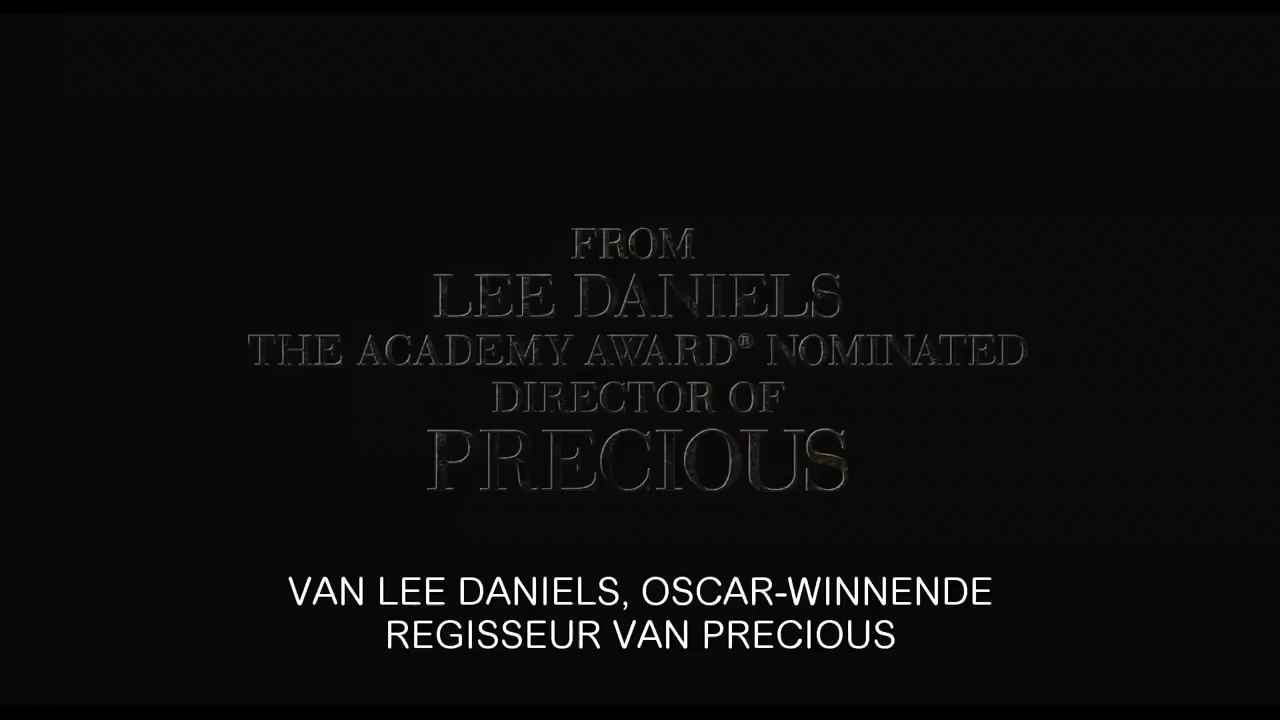 FROM
LEE DANIELS
THE ACADEMY AWARD® NOMINATED
DIRECTOR OF
PRECIOUS
VAN LEE DANIELS, OSCAR-WINNENDE
REGISSEUR VAN PRECIOUS